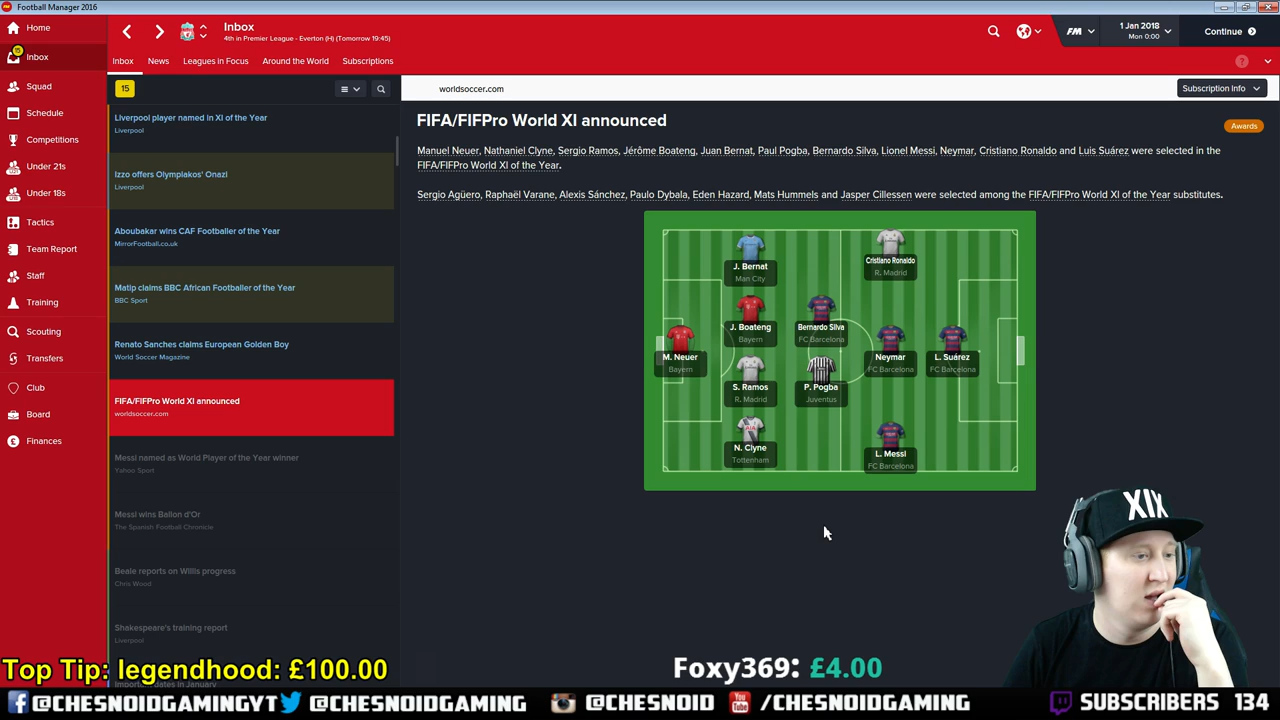 Football Manager 2016
Home
15
Inbox
Squad
Schedule
Competitions
Under 21s
Under 18s
Tactics
Team Report
Staff
Training
Scouting
Transfers
Club
Board
Finances
Inbox
4th in Premier League - Everton (H) (Tomorrow 19:45)
FM
1 Jan 2018
Mon 0:00
Continue
Inbox
News
Leagues in Focus
Around the World
Subscriptions
?
15
Liverpool player named in XI of the Year
Liverpool
Izzo offers Olympiakos' Onazi
Liverpool
Aboubakar wins CAF Footballer of the Year
MirrorFootball.co.uk
Matip claims BBC African Footballer of the Year
BBC Sport
Renato Sanches claims European Golden Boy
World Soccer Magazine
FIFA/FIFPro World XI announced
worldsoccer.com
Messi named as World Player of the Year winner
Yahoo Sport
Messi wins Ballon d'Or
The Spanish Football Chronicle
Beale reports on Willis progress
Chris Wood
Shakespeare's training report
Liverpool
Important dates in January
worldsoccer.com
Subscription Info
FIFA/FIFPro World XI announced
Awards
Manuel Neuer, Nathaniel Clyne, Sergio Ramos, Jérôme Boateng, Juan Bernat, Paul Pogba, Bernardo Silva, Lionel Messi, Neymar, Cristiano Ronaldo and Luis Suárez were selected in the
FIFA/FIFPro World XI of the Year.
Sergio Agüero, Raphaël Varane, Alexis Sánchez, Paulo Dybala, Eden Hazard, Mats Hummels and Jasper Cillessen were selected among the FIFA/FIFPro World XI of the Year substitutes.
J. Bernat
Man City
Cristiano Ronaldo
R. Madrid
J. Boateng
Bayern
Bernardo Silva
FC Barcelona
M. Neuer
Bayern
Neymar
FC Barcelona
L. Suárez
FC Barcelona
S. Ramos
R. Madrid
P. Pogba
Juventus
AIA
N. Clyne
Tottenham
L. Messi
FC Barcelona
XIX
Top Tip: legendhood: £100.00
Foxy369: £4.00
@CHESNOIDGAMINGYT
@CHESNOIDGAMING
@CHESNOID
You Tube
/CHESNOIDGAMING
SUBSCRIBERS 134